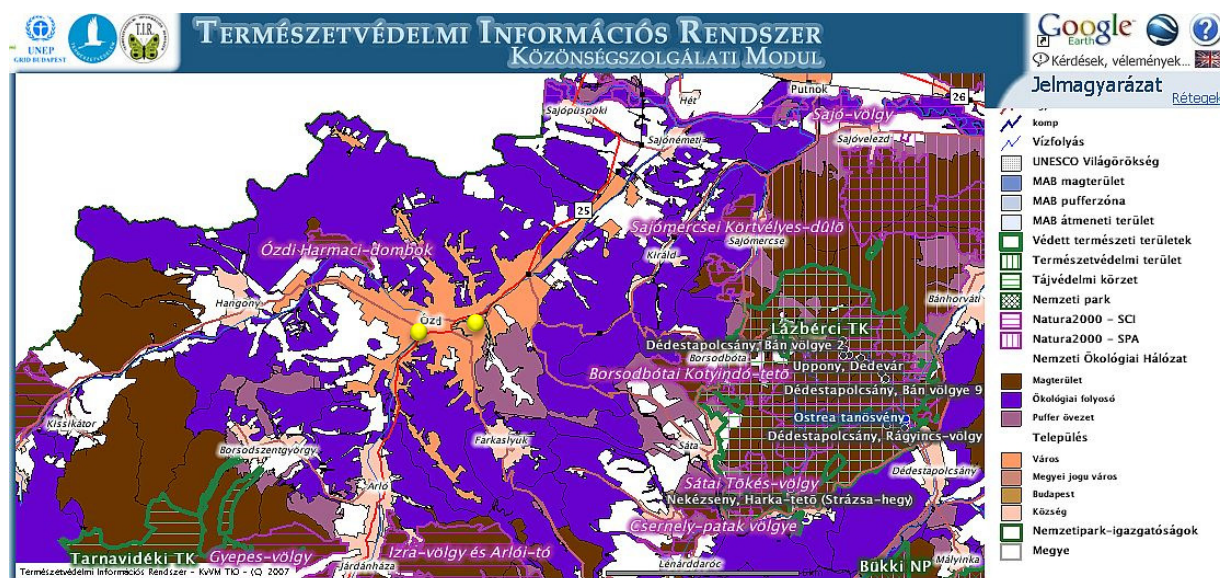 UNEP
GRID BUDAPEST
TERMÉSZETVÉDELEM
T.I.R.
TERMÉSZETVÉDELMI INFORMÁCIÓS RENDSZER
KÖZÖNSÉGSZOLGÁLATI MODUL
Google
Earth
Kérdések, vélemények...
Jelmagyarázat
Rétegek
komp
Vízfolyás
UNESCO Világörökség
MAB magterület
MAB pufferzóna
MAB átmeneti terület
Védett természeti területek
Természetvédelmi terület
Tájvédelmi körzet
Nemzeti park
Natura2000 - SCI
Natura2000 - SPA
Nemzeti Ökológiai Hálózat
Magterület
Ökológiai folyosó
Puffer övezet
Település
Város
Megyei jogu város
Budapest
Község
Nemzetipark-igazgatóságok
Megye
Putnok
26
Hét
Sajópüspöki
Sajó-völgy
Sajónémeti
Sajóvelezd
25
Sajómercsei Körtvélyes-dűlő
Sajómercse
Ózdi Harmaci-dombok
Királd
Hangony
Bánhorváti
Ózd
Lázbérci TK
Dédestapolcsány, Bán völgye 2
Borsodbóta
Uppony, Dedevár
Borsodbótai Kotyindó-tető
Dédestapolcsány, Bán völgye 9
Ostrea tanösvény
Kissikátor
Dédestapolcsány, Rágyincs-völgy
Farkaslyuk
Borsodszentgyörgy
Sáta
Dédestapolcsány
Arló
Sátai Tőkés-völgy
Nekézseny, Harka-tető (Strázsa-hegy)
Csernely-patak völgye
Izra-völgy és Arlói-tó
Tarnavidéki TK
Gyepes-völgy
Járdánháza
Lénárddaróc
Bükki NP
Mályinka
Természetvédelmi Információs Rendszer - KvVM TIO - (C) 2007